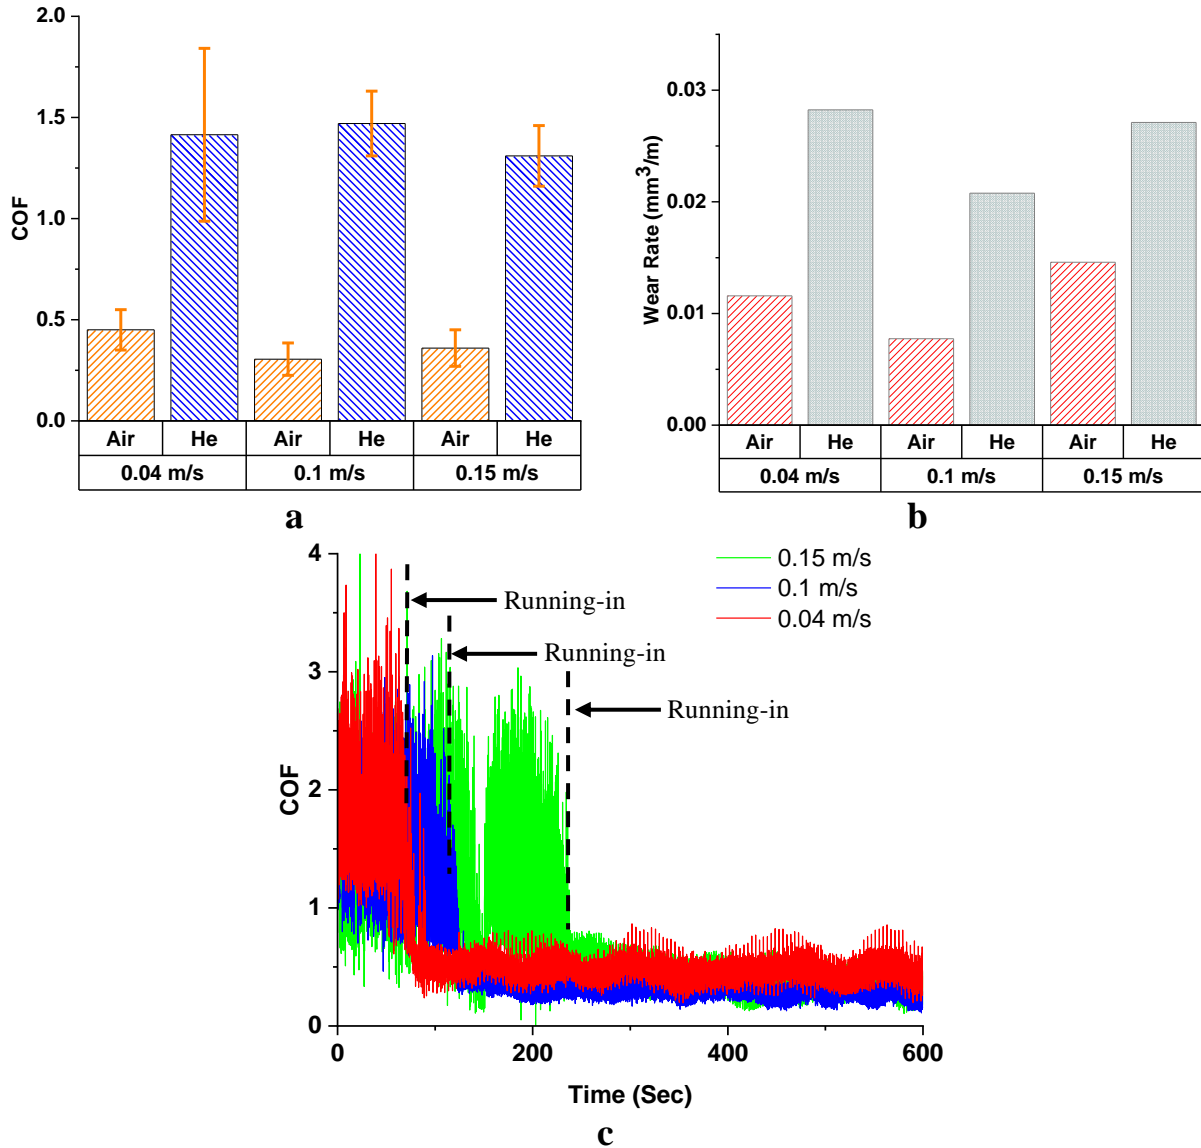 2.0
1.5
1.0
0.5
0.0
COF
Air He Air He Air He
0.04 m/s 0.1 m/s 0.15 m/s
a
0.03
0.02
0.01
0.00
Wear Rate (mm³/m)
Air He Air He Air He
0.04 m/s 0.1 m/s 0.15 m/s
b
0.15 m/s
0.1 m/s
0.04 m/s
Running-in
Running-in
Running-in
4
3
2
1
0
COF
0 200 400 600
Time (Sec)
c